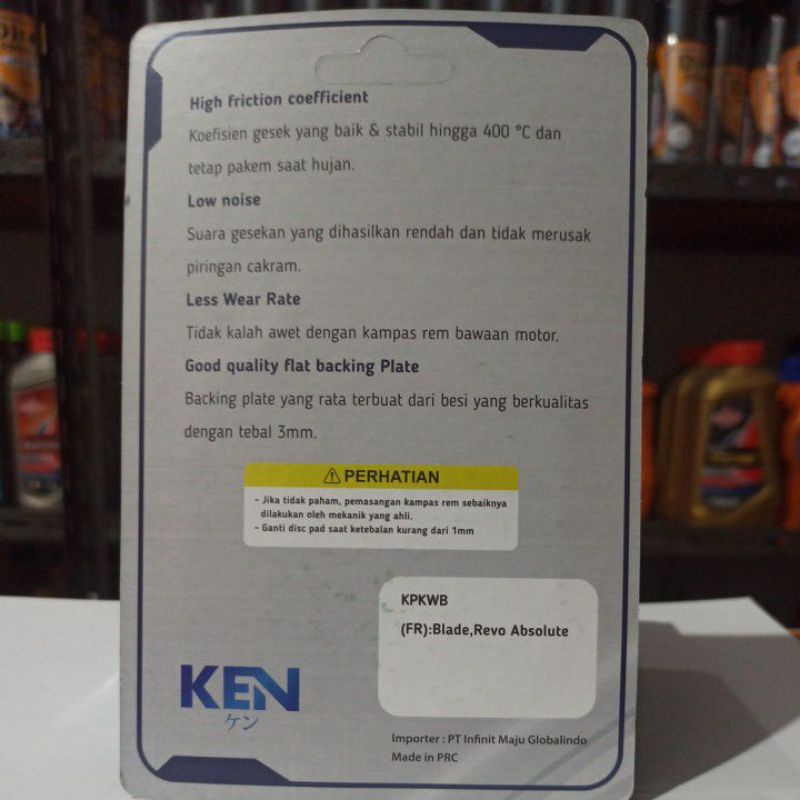 High friction coefficient
Koefisien gesek yang baik & stabil hingga 400 °C dan
tetap pakem saat hujan.
Low noise
Suara gesekan yang dihasilkan rendah dan tidak merusak
piringan cakram.
Less Wear Rate
Tidak kalah awet dengan kampas rem bawaan motor.
Good quality flat backing Plate
Backing plate yang rata terbuat dari besi yang berkualitas
dengan tebal 3mm.
PERHATIAN
- Jika tidak paham, pemasangan kampas rem sebaiknya
dilakukan oleh mekanik yang ahli.
- Ganti disc pad saat ketebalan kurang dari 1mm
KPKWB
(FR):Blade,Revo Absolute
KEN
ケン
Importer : PT Infinit Maju Globalindo
Made in PRC